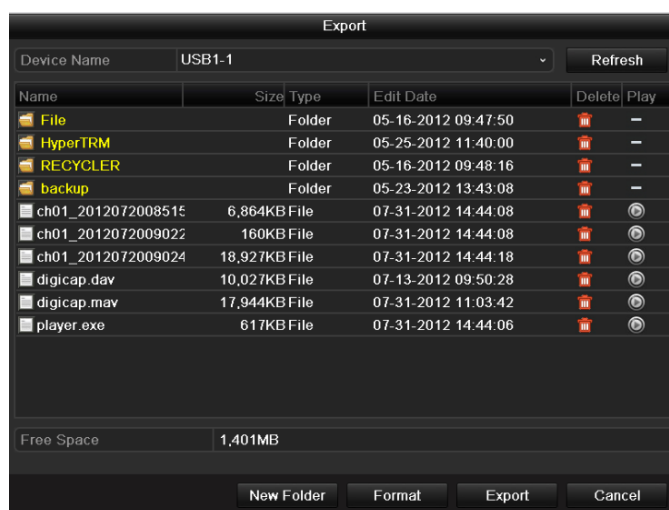 Export
Device Name USB1-1 Refresh
Name Size Type Edit Date Delete Play
File Folder 05-16-2012 09:47:50 –
HyperTRM Folder 05-25-2012 11:40:00 –
RECYCLER Folder 05-16-2012 09:48:16 –
backup Folder 05-23-2012 13:43:08 –
ch01_2012072008515 6,864KB File 07-31-2012 14:44:08
ch01_2012072009022 160KB File 07-31-2012 14:44:08
ch01_2012072009024 18,927KB File 07-31-2012 14:44:18
digicap.dav 10,027KB File 07-13-2012 09:50:28
digicap.mav 17,944KB File 07-31-2012 11:03:42
player.exe 617KB File 07-31-2012 14:44:06
Free Space 1,401MB
New Folder Format Export Cancel